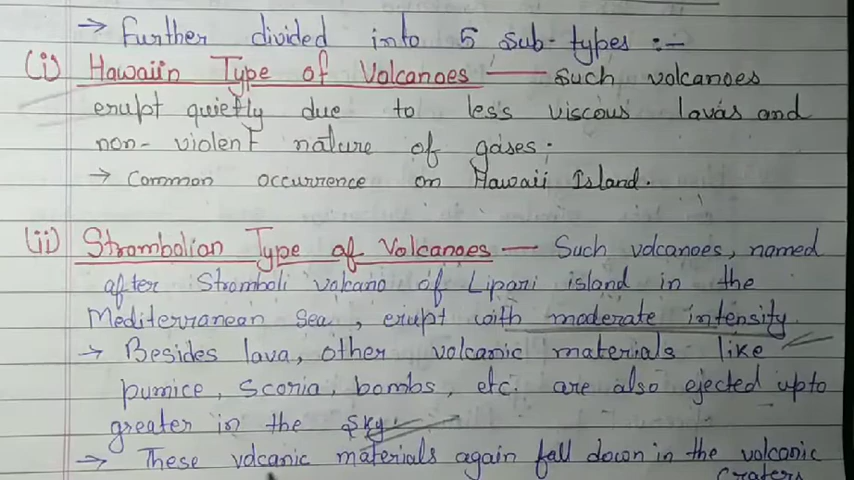 → Further divided into 5 sub-types :-
(i) Hawaiin Type of Volcanoes — Such volcanoes
erupt quietly due to less viscous lavas and
non-violent nature of gases.
→ Common occurrence on Hawaii Island.
(ii) Strombolian Type of Volcanoes — Such volcanoes, named
after Stromboli volcano of Lipari island in the
Mediterranean Sea, erupt with moderate intensity.
→ Besides lava, other volcanic materials like
pumice, Scoria, bombs, etc. are also ejected upto
greater in the sky.
→ These volcanic materials again fall down in the volcanic
craters